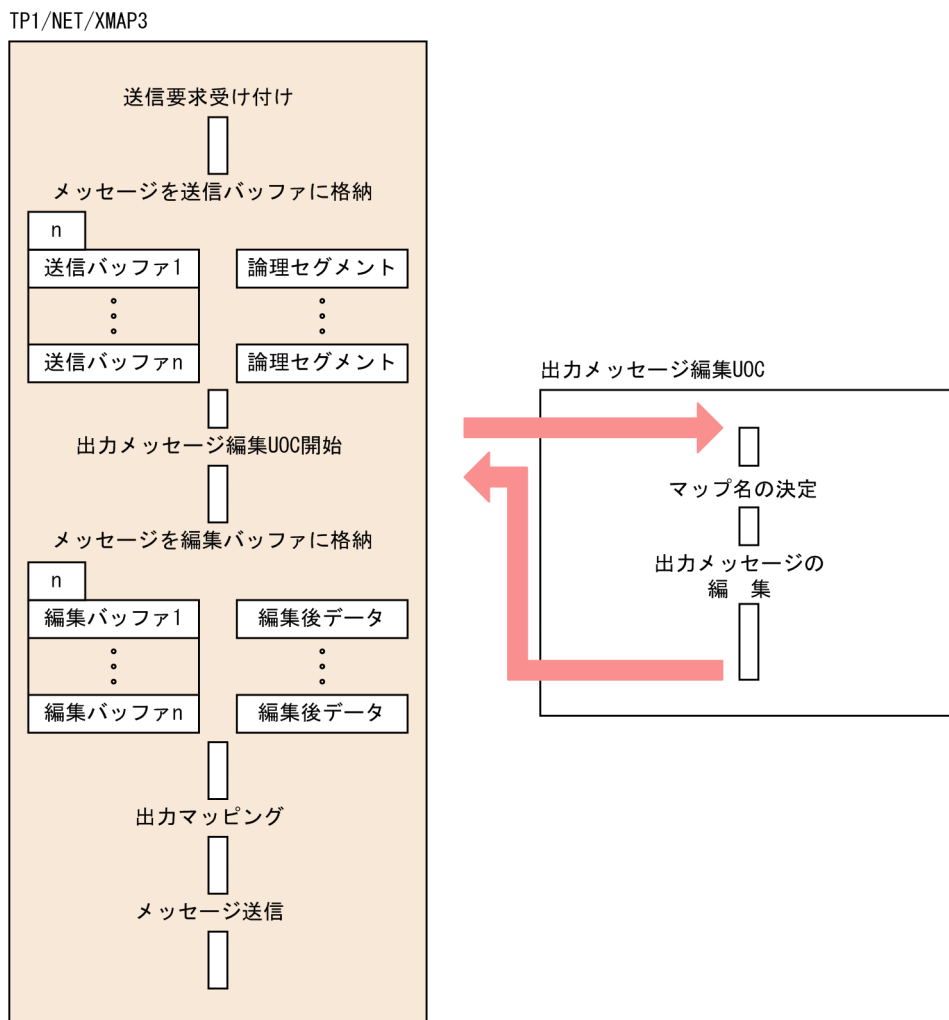 TP1/NET/XMAP3
送信要求受け付け
メッセージを送信バッファに格納
n
送信バッファ1 論理セグメント
送信バッファn 論理セグメント
出力メッセージ編集UOC開始
メッセージを編集バッファに格納
n
編集バッファ1 編集後データ
編集バッファn 編集後データ
出力マッピング
メッセージ送信
出力メッセージ編集UOC
マップ名の決定
出力メッセージの
編　集